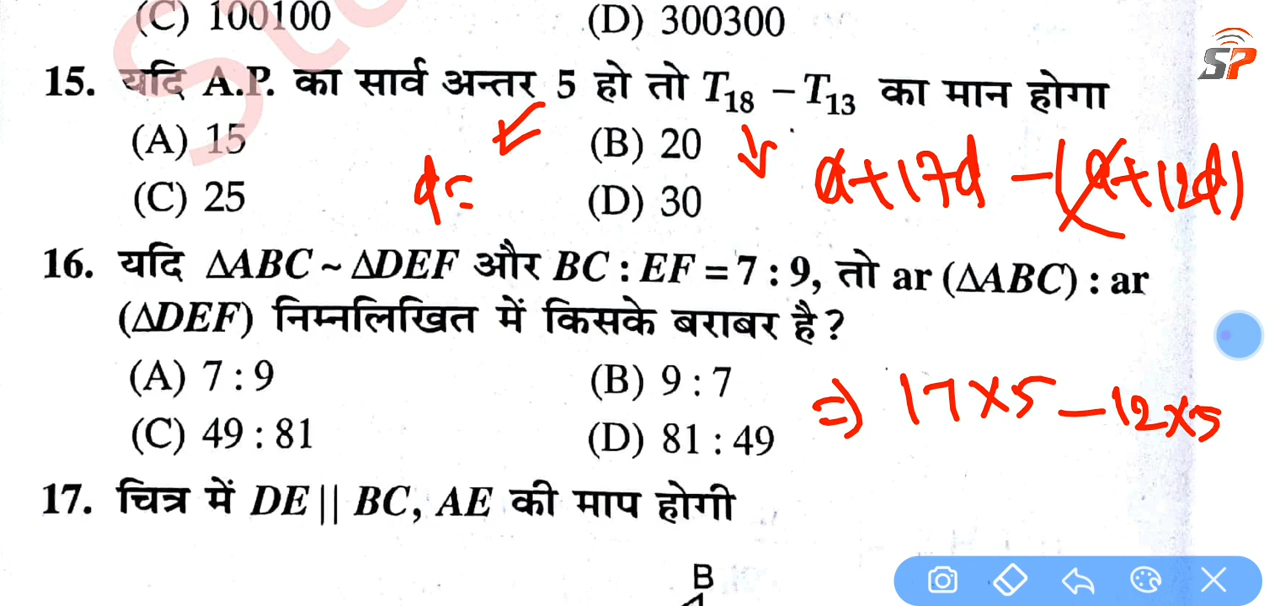 (C) 100100 (D) 300300
15. यदि A.P. का सार्व अन्तर 5 हो तो T₁₈ − T₁₃ का मान होगा
(A) 15 (B) 20
(C) 25 (D) 30
d=
a+17d − (a+12d)
16. यदि ΔABC ~ ΔDEF और BC : EF = 7 : 9, तो ar (ΔABC) : ar
(ΔDEF) निम्नलिखित में किसके बराबर है ?
(A) 7 : 9 (B) 9 : 7
(C) 49 : 81 (D) 81 : 49
⇒ 17×5 − 12×5
17. चित्र में DE || BC, AE की माप होगी
B
SP